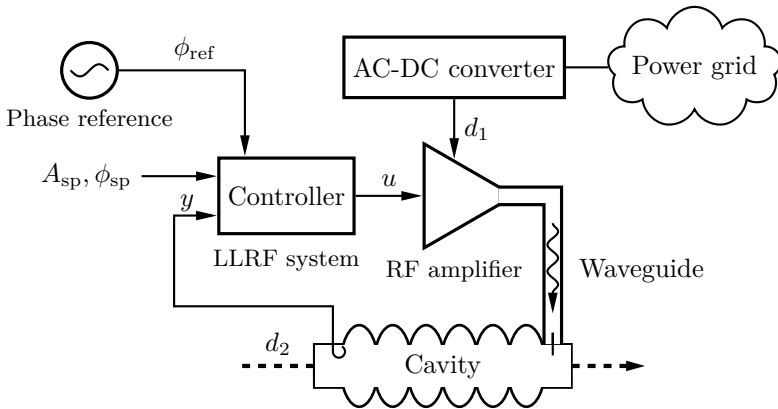 ϕref
AC-DC converter
Power grid
Phase reference
d1
Asp, ϕsp
y
Controller
u
LLRF system
RF amplifier
Waveguide
d2
Cavity